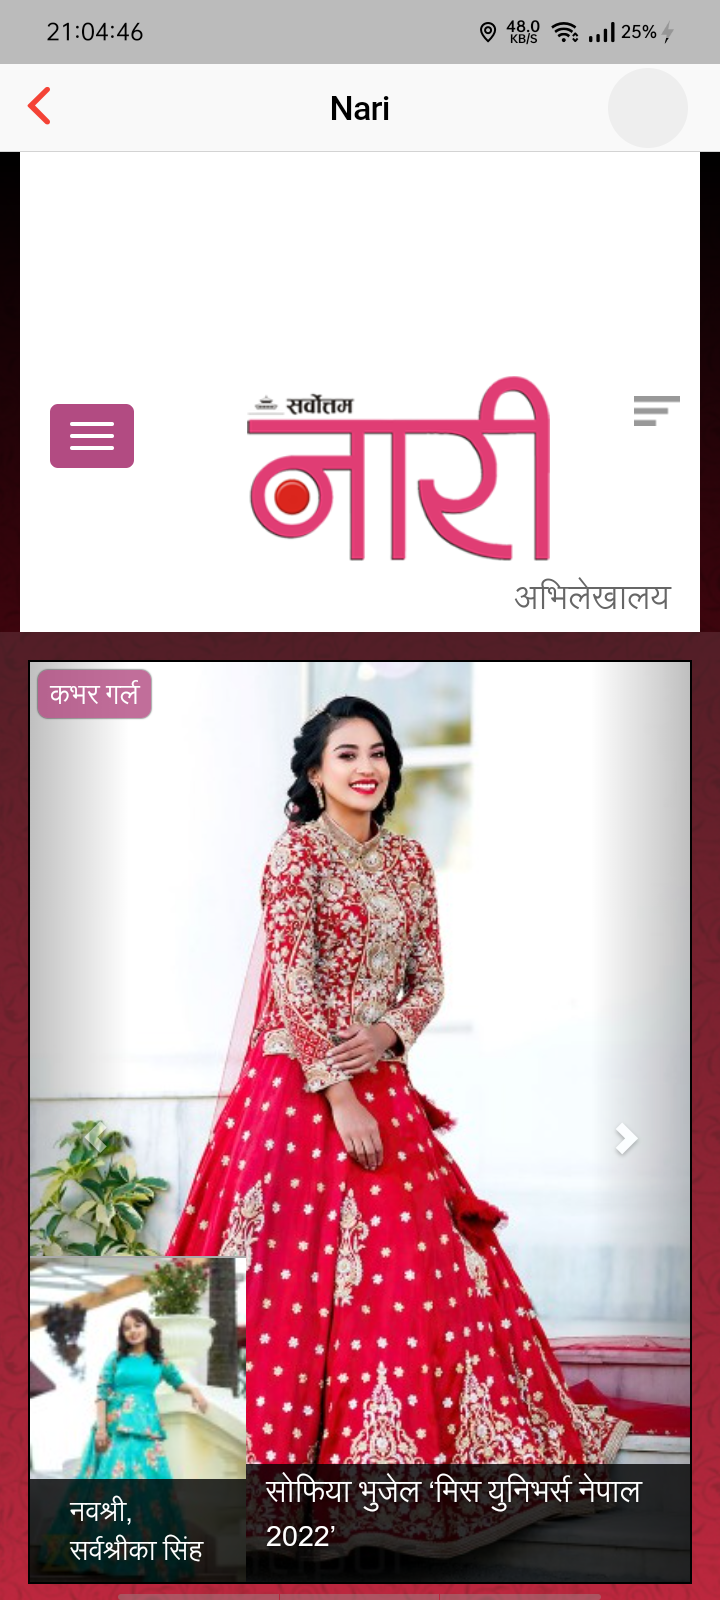 21:04:46
48.0
KB/S
25%
Nari
सर्वोत्तम
नारी
अभिलेखालय
कभर गर्ल
नवश्री,
सर्वश्रीका सिंह
सोफिया भुजेल ‘मिस युनिभर्स नेपाल
2022’